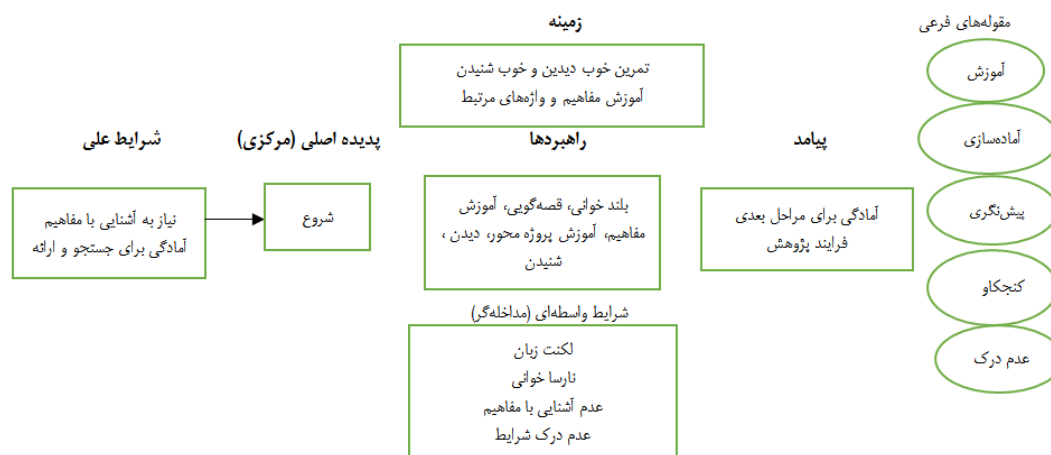 زمینه
مقوله‌های فرعی
تمرین خوب دیدین و خوب شنیدن
آموزش مفاهیم و واژه‌های مرتبط
آموزش
آماده‌سازی
پیش‌نگری
کنجکاو
عدم درک
پیامد
راهبردها
پدیده اصلی (مرکزی)
شرایط علی
آمادگی برای مراحل بعدی
فرایند پژوهش
بلند خوانی، قصه‌گویی، آموزش
مفاهیم، آموزش پروژه محور، دیدن ،
شنیدن
شروع
نیاز به آشنایی با مفاهیم
آمادگی برای جستجو و ارائه
شرایط واسطه‌ای (مداخله‌گر)
لکنت زبان
نارسا خوانی
عدم آشنایی با مفاهیم
عدم درک شرایط